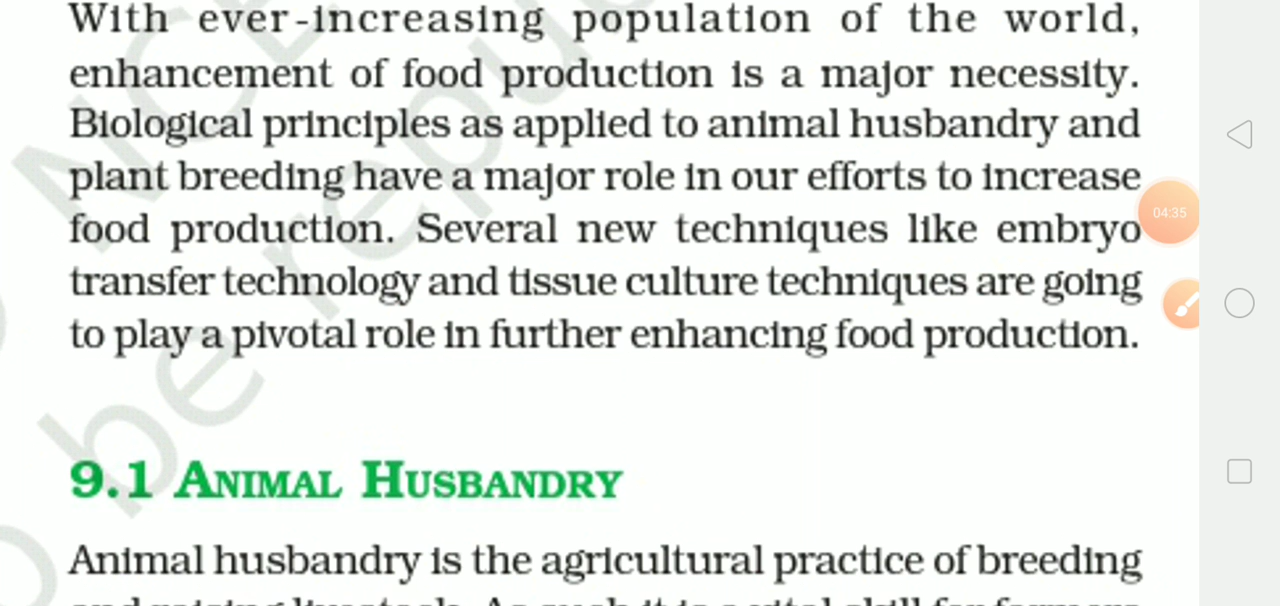 With ever-increasing population of the world,
enhancement of food production is a major necessity.
Biological principles as applied to animal husbandry and
plant breeding have a major role in our efforts to increase
food production. Several new techniques like embryo
transfer technology and tissue culture techniques are going
to play a pivotal role in further enhancing food production.
9.1 ANIMAL HUSBANDRY
Animal husbandry is the agricultural practice of breeding
04:35
be repu